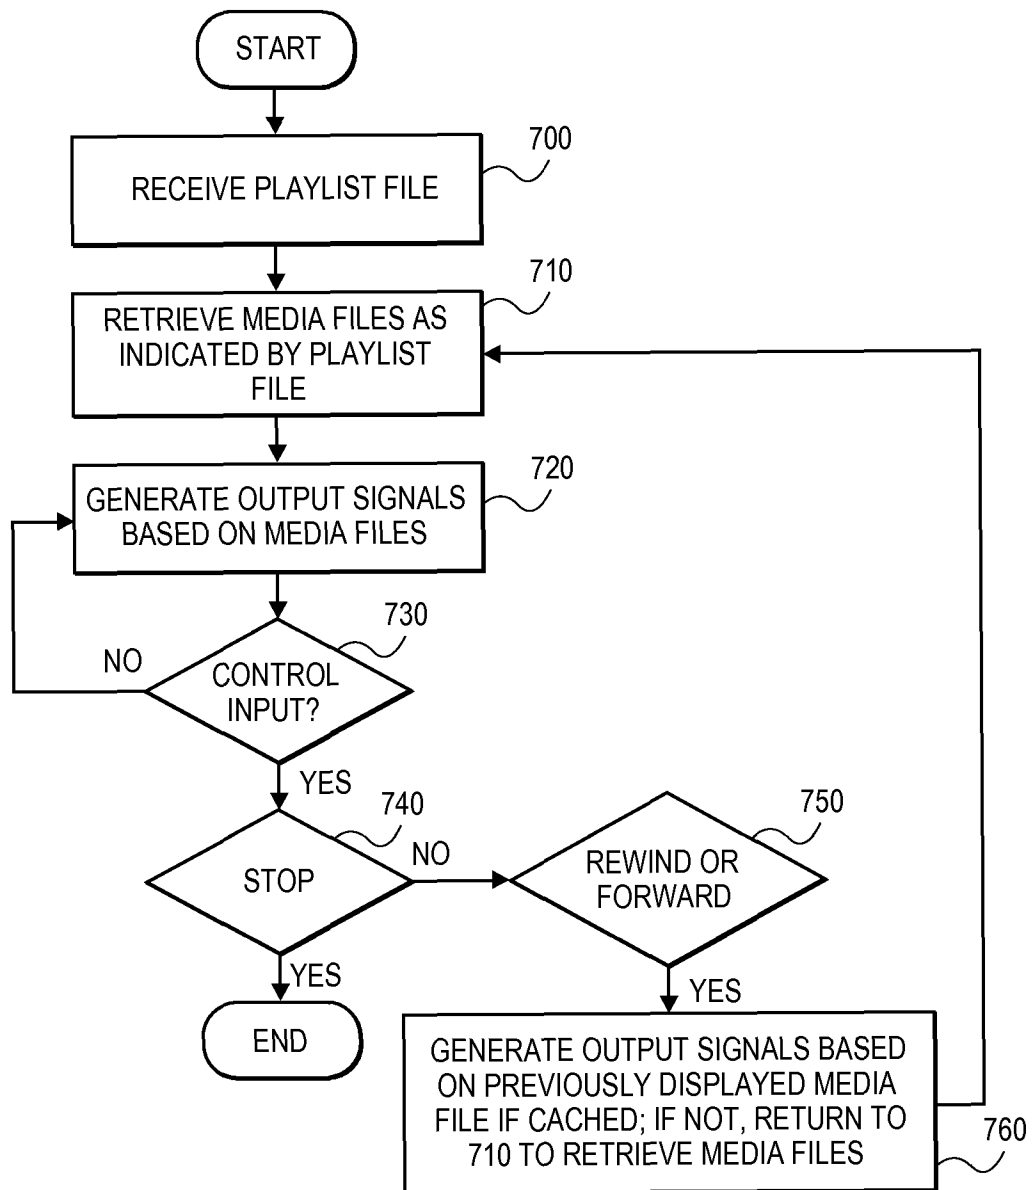 START
700
RECEIVE PLAYLIST FILE
710
RETRIEVE MEDIA FILES AS
INDICATED BY PLAYLIST
FILE
720
GENERATE OUTPUT SIGNALS
BASED ON MEDIA FILES
730
NO
CONTROL
INPUT?
YES
740
NO
STOP
750
REWIND OR
FORWARD
YES
YES
END
GENERATE OUTPUT SIGNALS BASED
ON PREVIOUSLY DISPLAYED MEDIA
FILE IF CACHED; IF NOT, RETURN TO
710 TO RETRIEVE MEDIA FILES
760